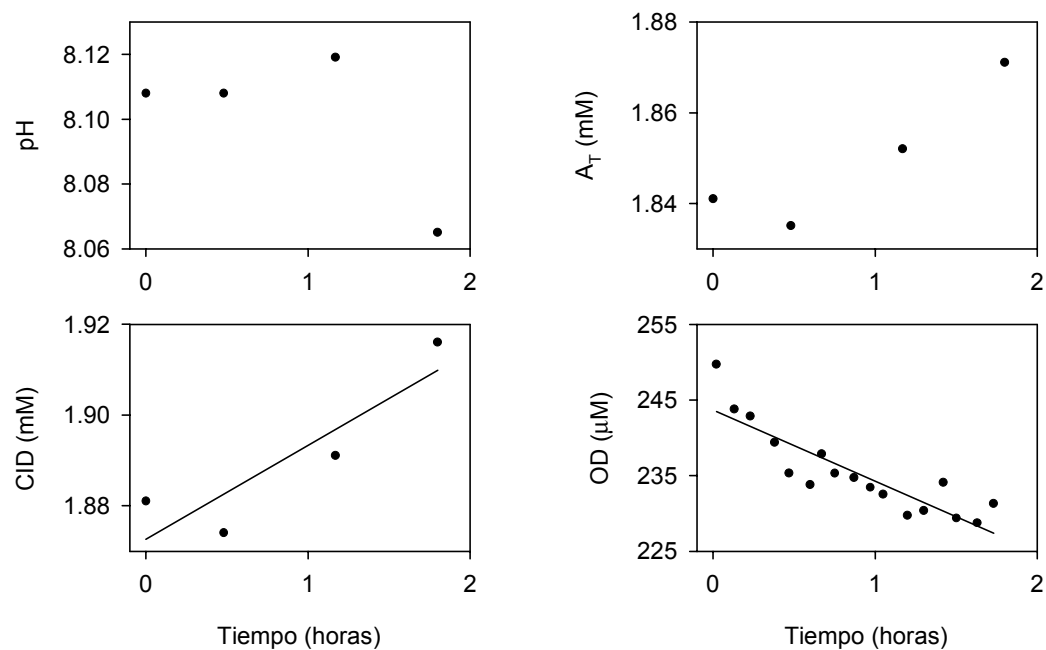 8.12
8.10
8.08
8.06
pH
0 1 2
1.88
1.86
1.84
A_T (mM)
0 1 2
1.92
1.90
1.88
CID (mM)
0 1 2
Tiempo (horas)
255
245
235
225
OD (µM)
0 1 2
Tiempo (horas)